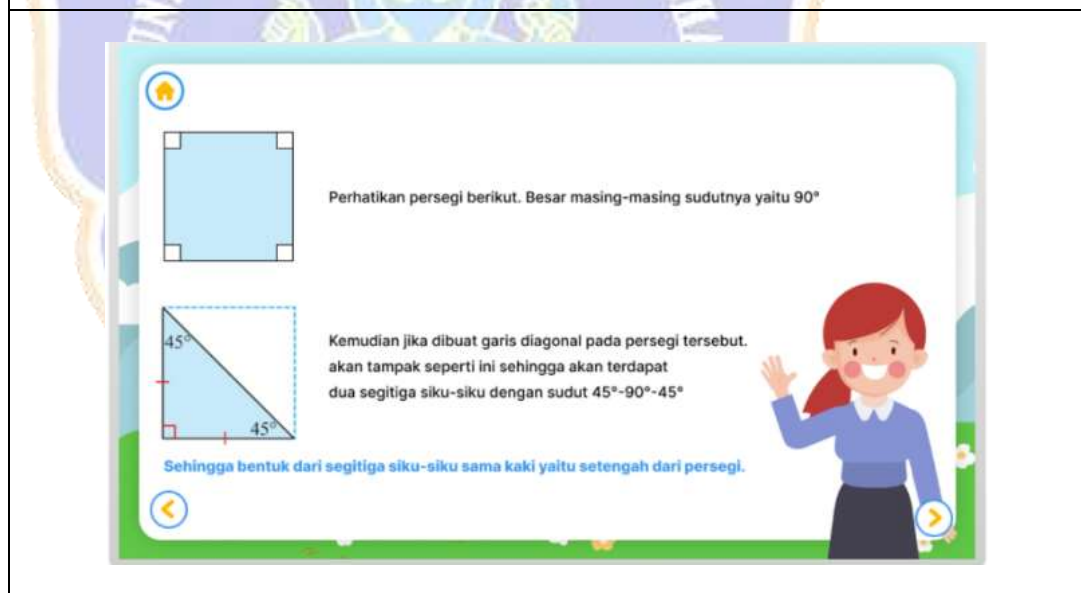 Perhatikan persegi berikut. Besar masing-masing sudutnya yaitu 90°
45°
45°
Kemudian jika dibuat garis diagonal pada persegi tersebut.
akan tampak seperti ini sehingga akan terdapat
dua segitiga siku-siku dengan sudut 45°-90°-45°
Sehingga bentuk dari segitiga siku-siku sama kaki yaitu setengah dari persegi.